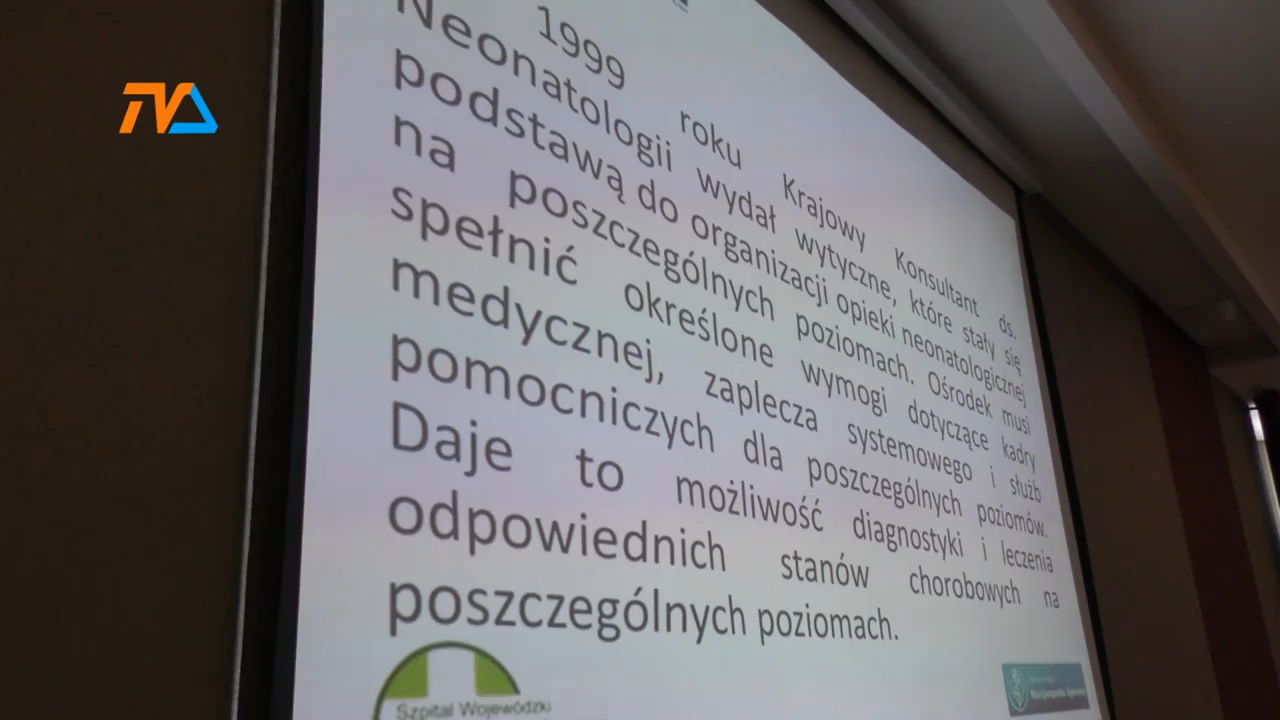 TVA
1999 roku Krajowy Konsultant ds.
Neonatologii wydał wytyczne, które stały się
podstawą do organizacji opieki neonatologicznej
na poszczególnych poziomach. Ośrodek musi
spełnić określone wymogi dotyczące kadry
medycznej, zaplecza systemowego i służb
pomocniczych dla poszczególnych poziomów.
Daje to możliwość diagnostyki i leczenia
odpowiednich stanów chorobowych na
poszczególnych poziomach.
Szpital Wojewódzki